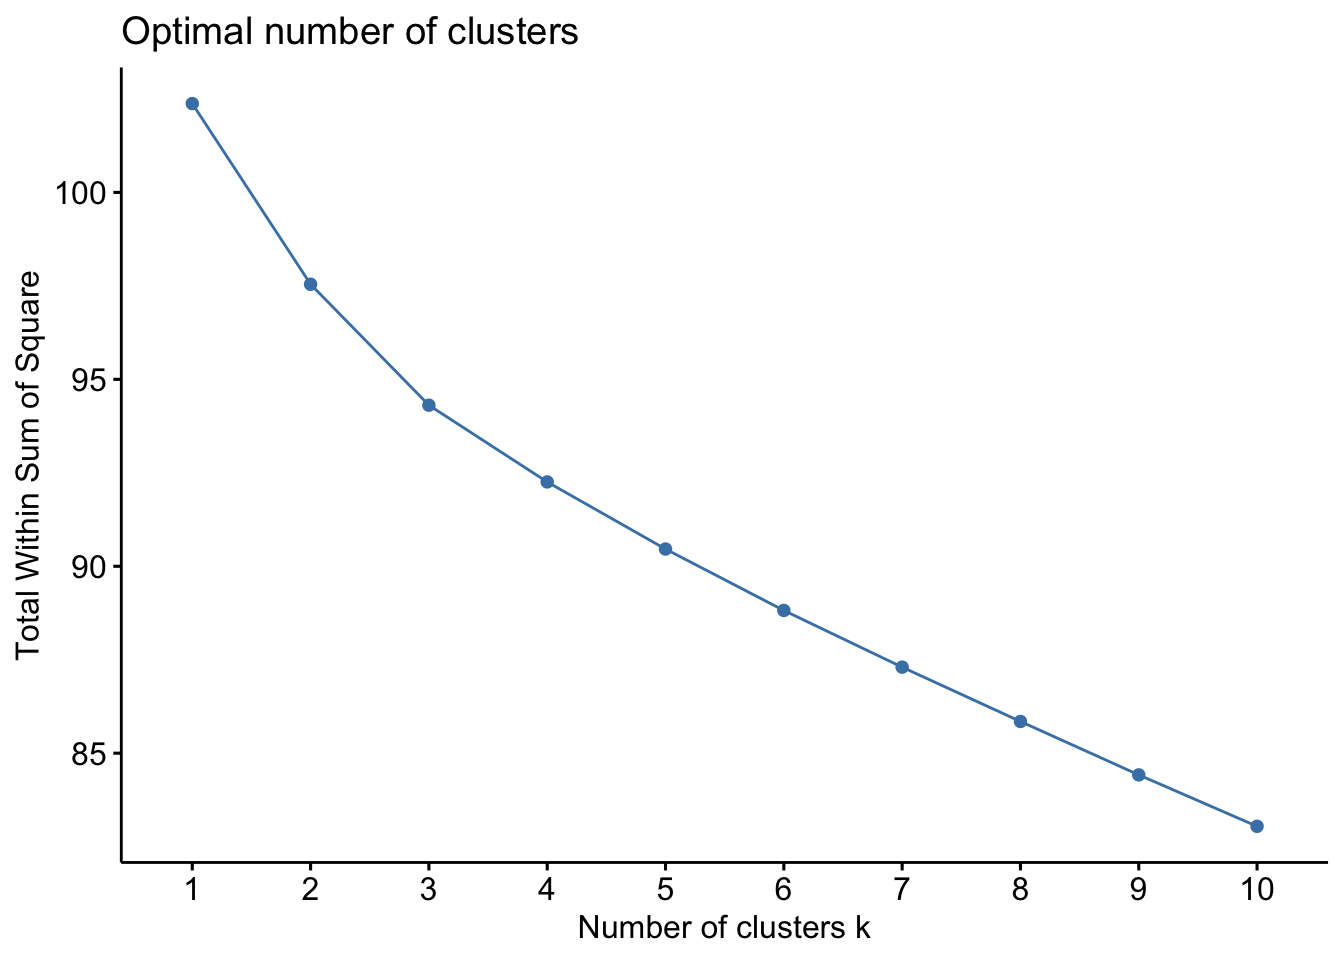 Optimal number of clusters
Total Within Sum of Square
100
95
90
85
1 2 3 4 5 6 7 8 9 10
Number of clusters k